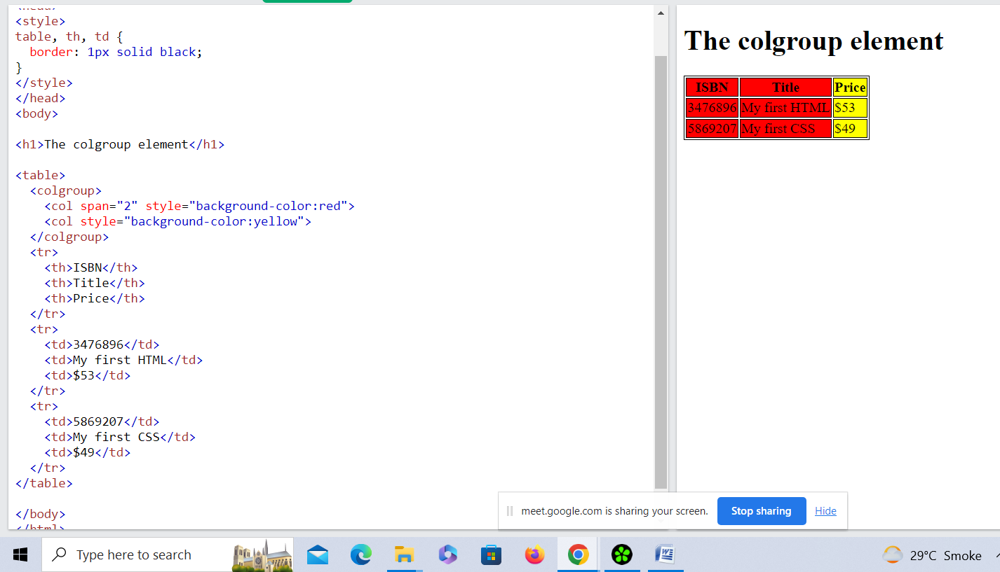 <style>
table, th, td {
  border: 1px solid black;
}
</style>
</head>
<body>
<h1>The colgroup element</h1>
<table>
  <colgroup>
    <col span="2" style="background-color:red">
    <col style="background-color:yellow">
  </colgroup>
  <tr>
    <th>ISBN</th>
    <th>Title</th>
    <th>Price</th>
  </tr>
  <tr>
    <td>3476896</td>
    <td>My first HTML</td>
    <td>$53</td>
  </tr>
  <tr>
    <td>5869207</td>
    <td>My first CSS</td>
    <td>$49</td>
  </tr>
</table>
</body>
The colgroup element
ISBN Title Price
3476896 My first HTML $53
5869207 My first CSS $49
meet.google.com is sharing your screen. Stop sharing Hide
Type here to search
29°C Smoke